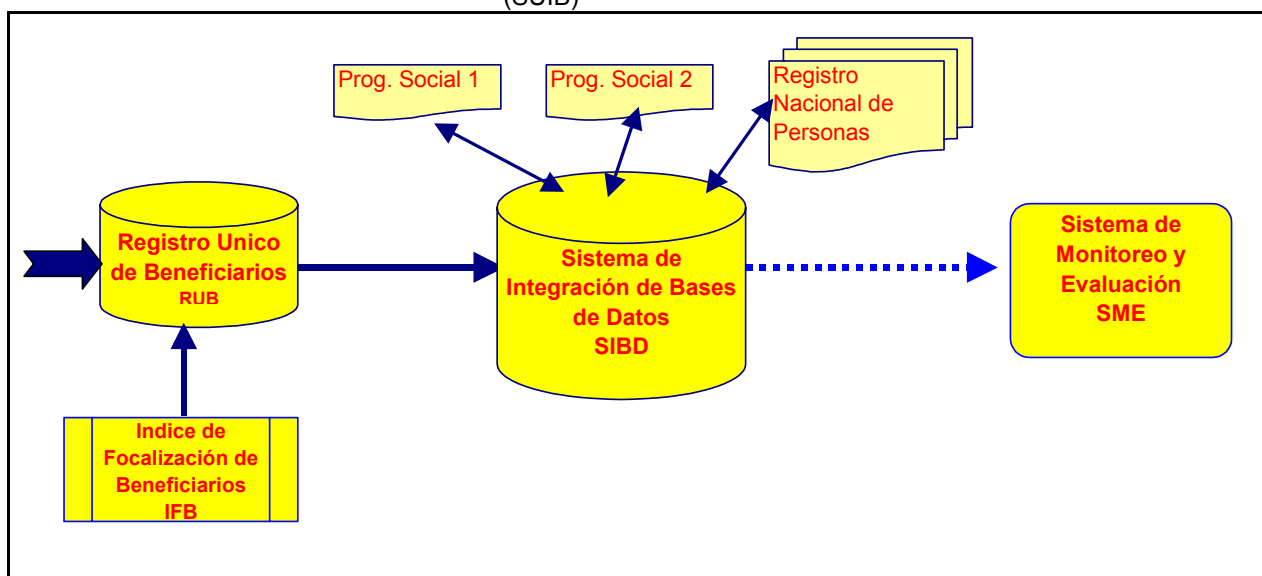 (SUIB)
Prog. Social 1
Prog. Social 2
Registro
Nacional de
Personas
Registro Unico
de Beneficiarios
RUB
Sistema de
Integración de Bases
de Datos
SIBD
Sistema de
Monitoreo y
Evaluación
SME
Indice de
Focalización de
Beneficiarios
IFB